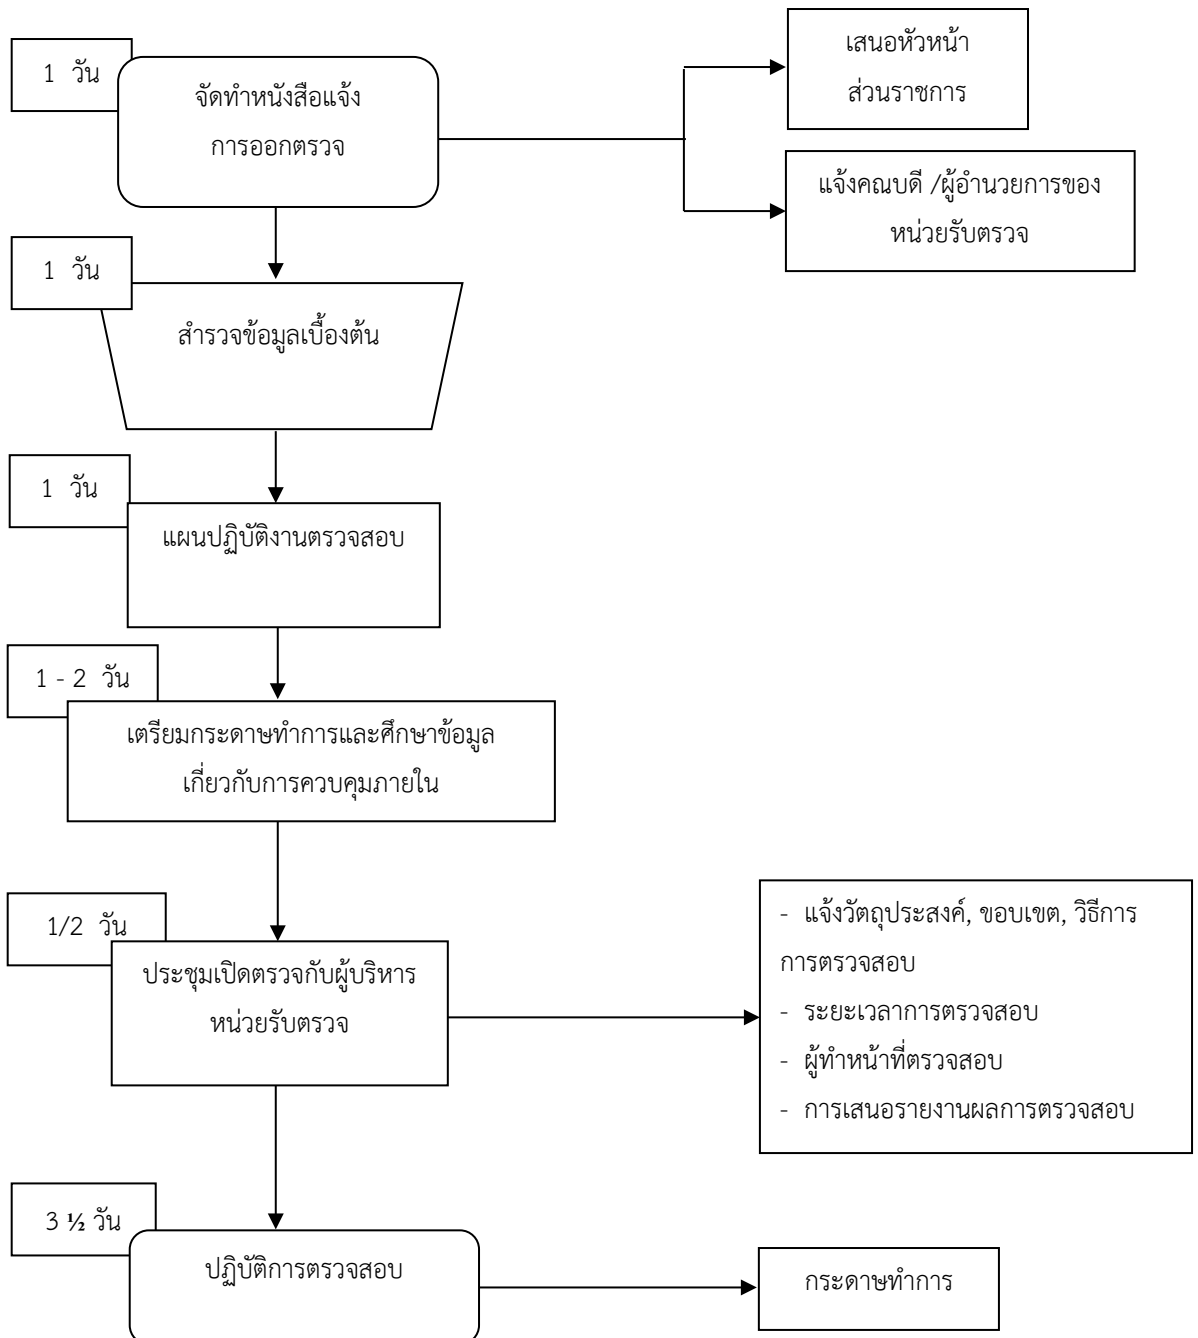 1 วัน
จัดทำหนังสือแจ้ง
การออกตรวจ
เสนอหัวหน้า
ส่วนราชการ
แจ้งคณบดี /ผู้อำนวยการของ
หน่วยรับตรวจ
1 วัน
สำรวจข้อมูลเบื้องต้น
1 วัน
แผนปฏิบัติงานตรวจสอบ
1 - 2 วัน
เตรียมกระดาษทำการและศึกษาข้อมูล
เกี่ยวกับการควบคุมภายใน
1/2 วัน
ประชุมเปิดตรวจกับผู้บริหาร
หน่วยรับตรวจ
- แจ้งวัตถุประสงค์, ขอบเขต, วิธีการ
การตรวจสอบ
- ระยะเวลาการตรวจสอบ
- ผู้ทำหน้าที่ตรวจสอบ
- การเสนอรายงานผลการตรวจสอบ
3 ½ วัน
ปฏิบัติการตรวจสอบ
กระดาษทำการ